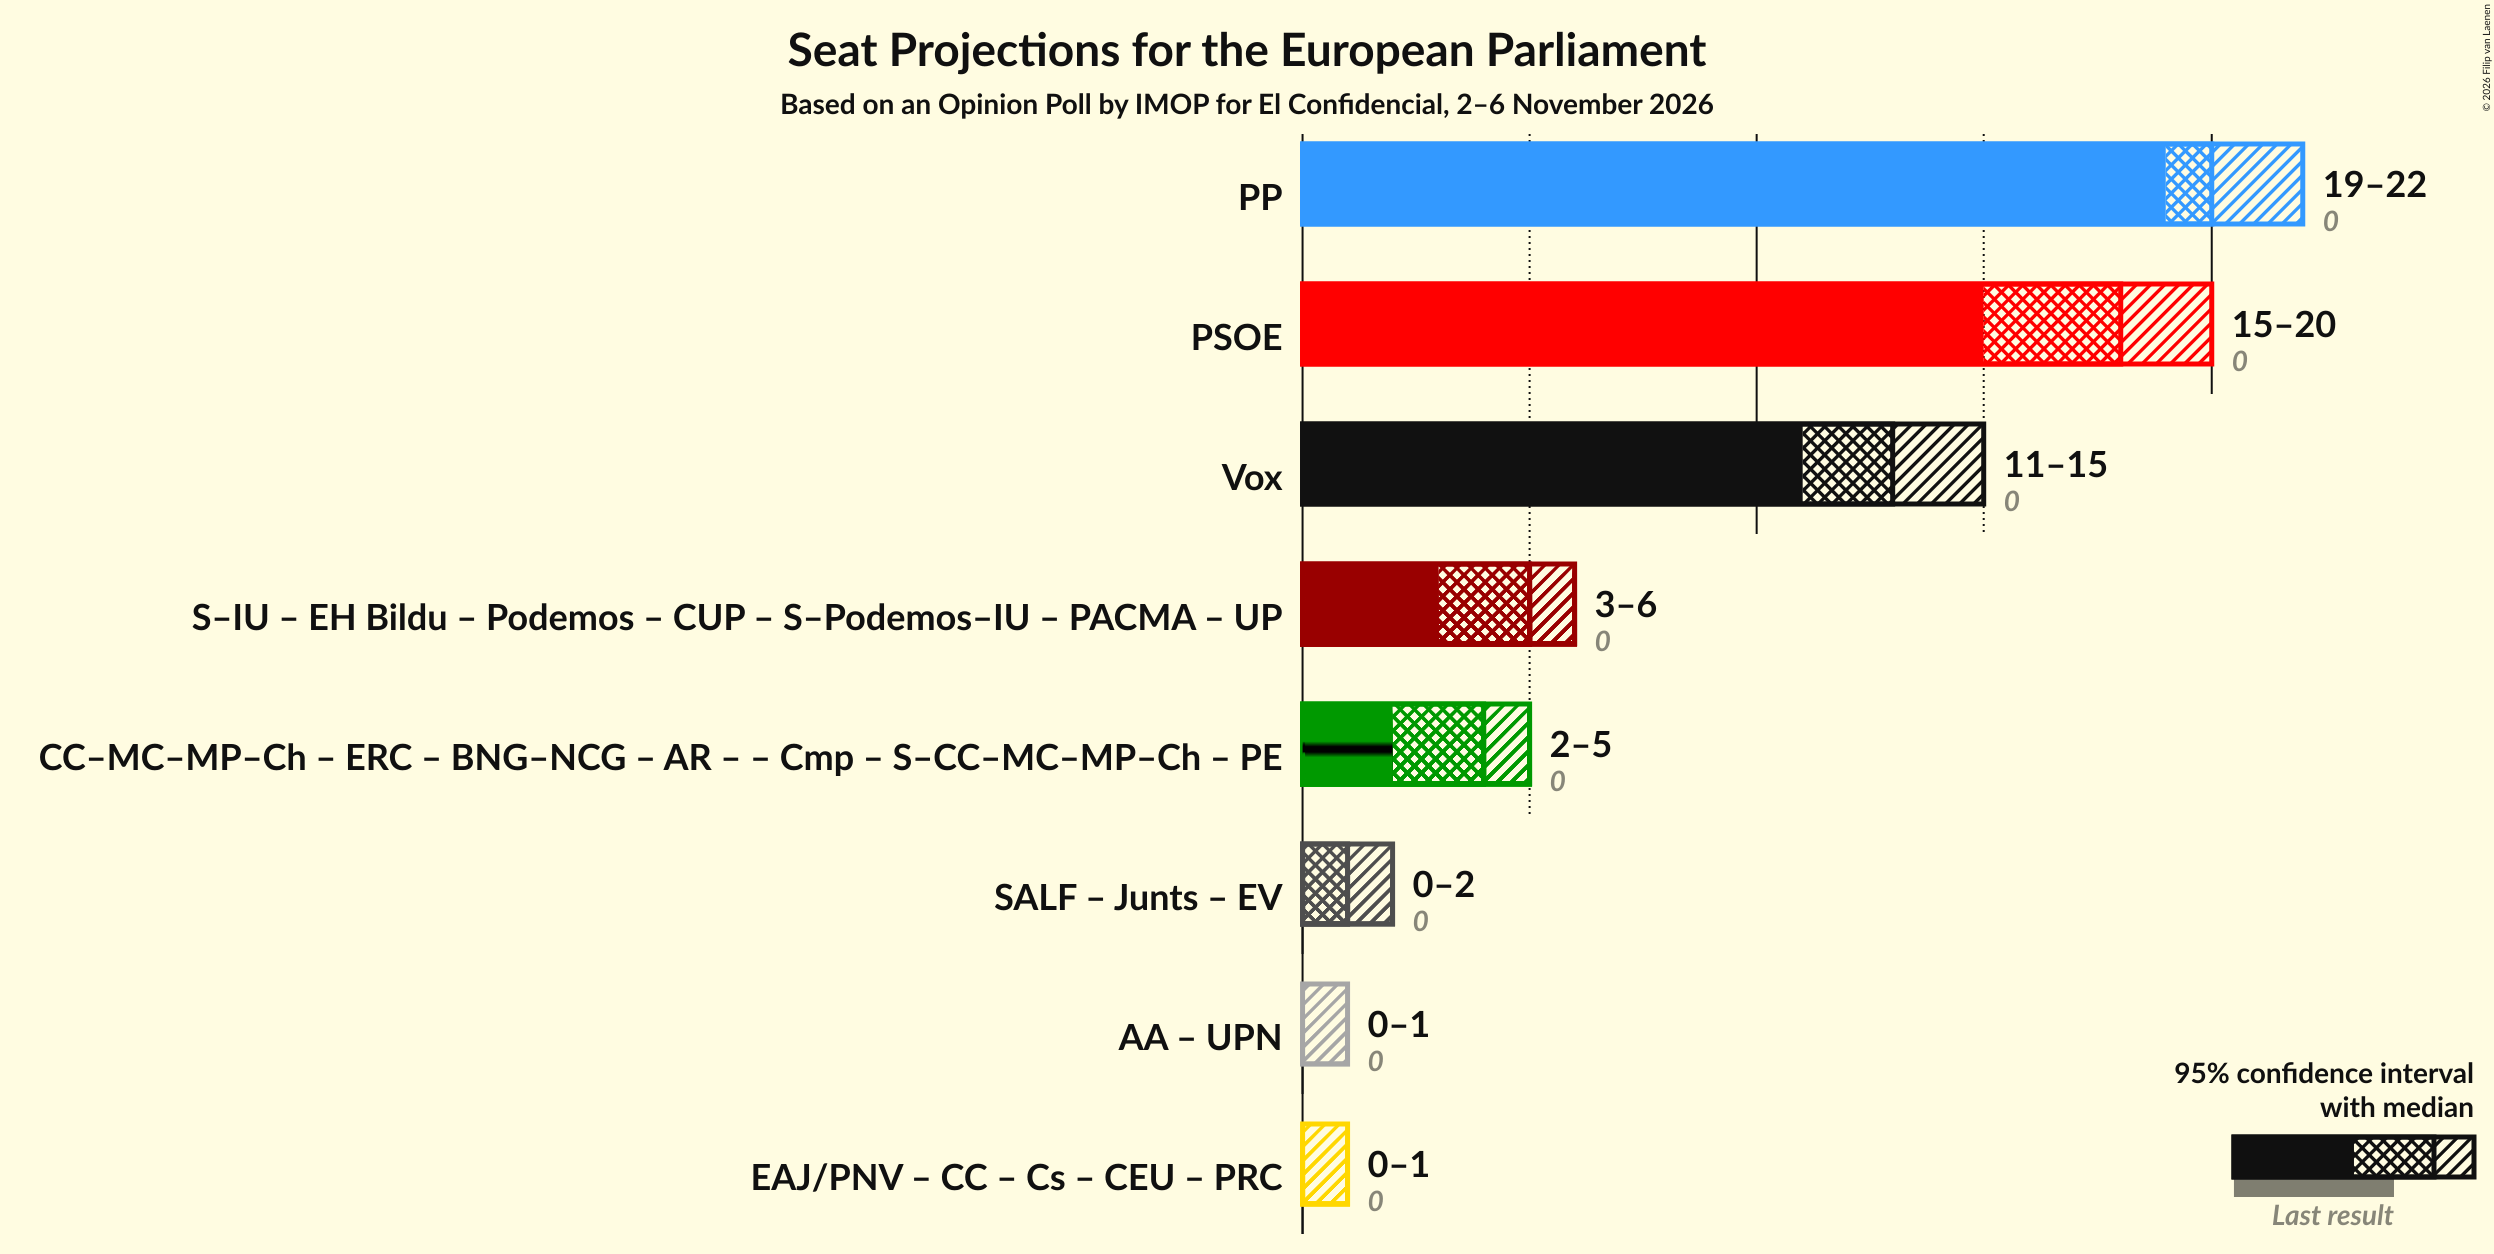 © 2026 Filip van Laenen
Seat Projections for the European Parliament
Based on an Opinion Poll by IMOP for El Confidencial, 2–6 November 2026
PP
19–22
0
PSOE
15–20
0
Vox
11–15
0
S–IU – EH Bildu – Podemos – CUP – S–Podemos–IU – PACMA – UP
3–6
0
CC–MC–MP–Ch – ERC – BNG–NCG – AR – – Cmp – S–CC–MC–MP–Ch – PE
2–5
0
SALF – Junts – EV
0–2
0
AA – UPN
0–1
0
EAJ/PNV – CC – Cs – CEU – PRC
0–1
0
95% confidence interval
with median
Last result